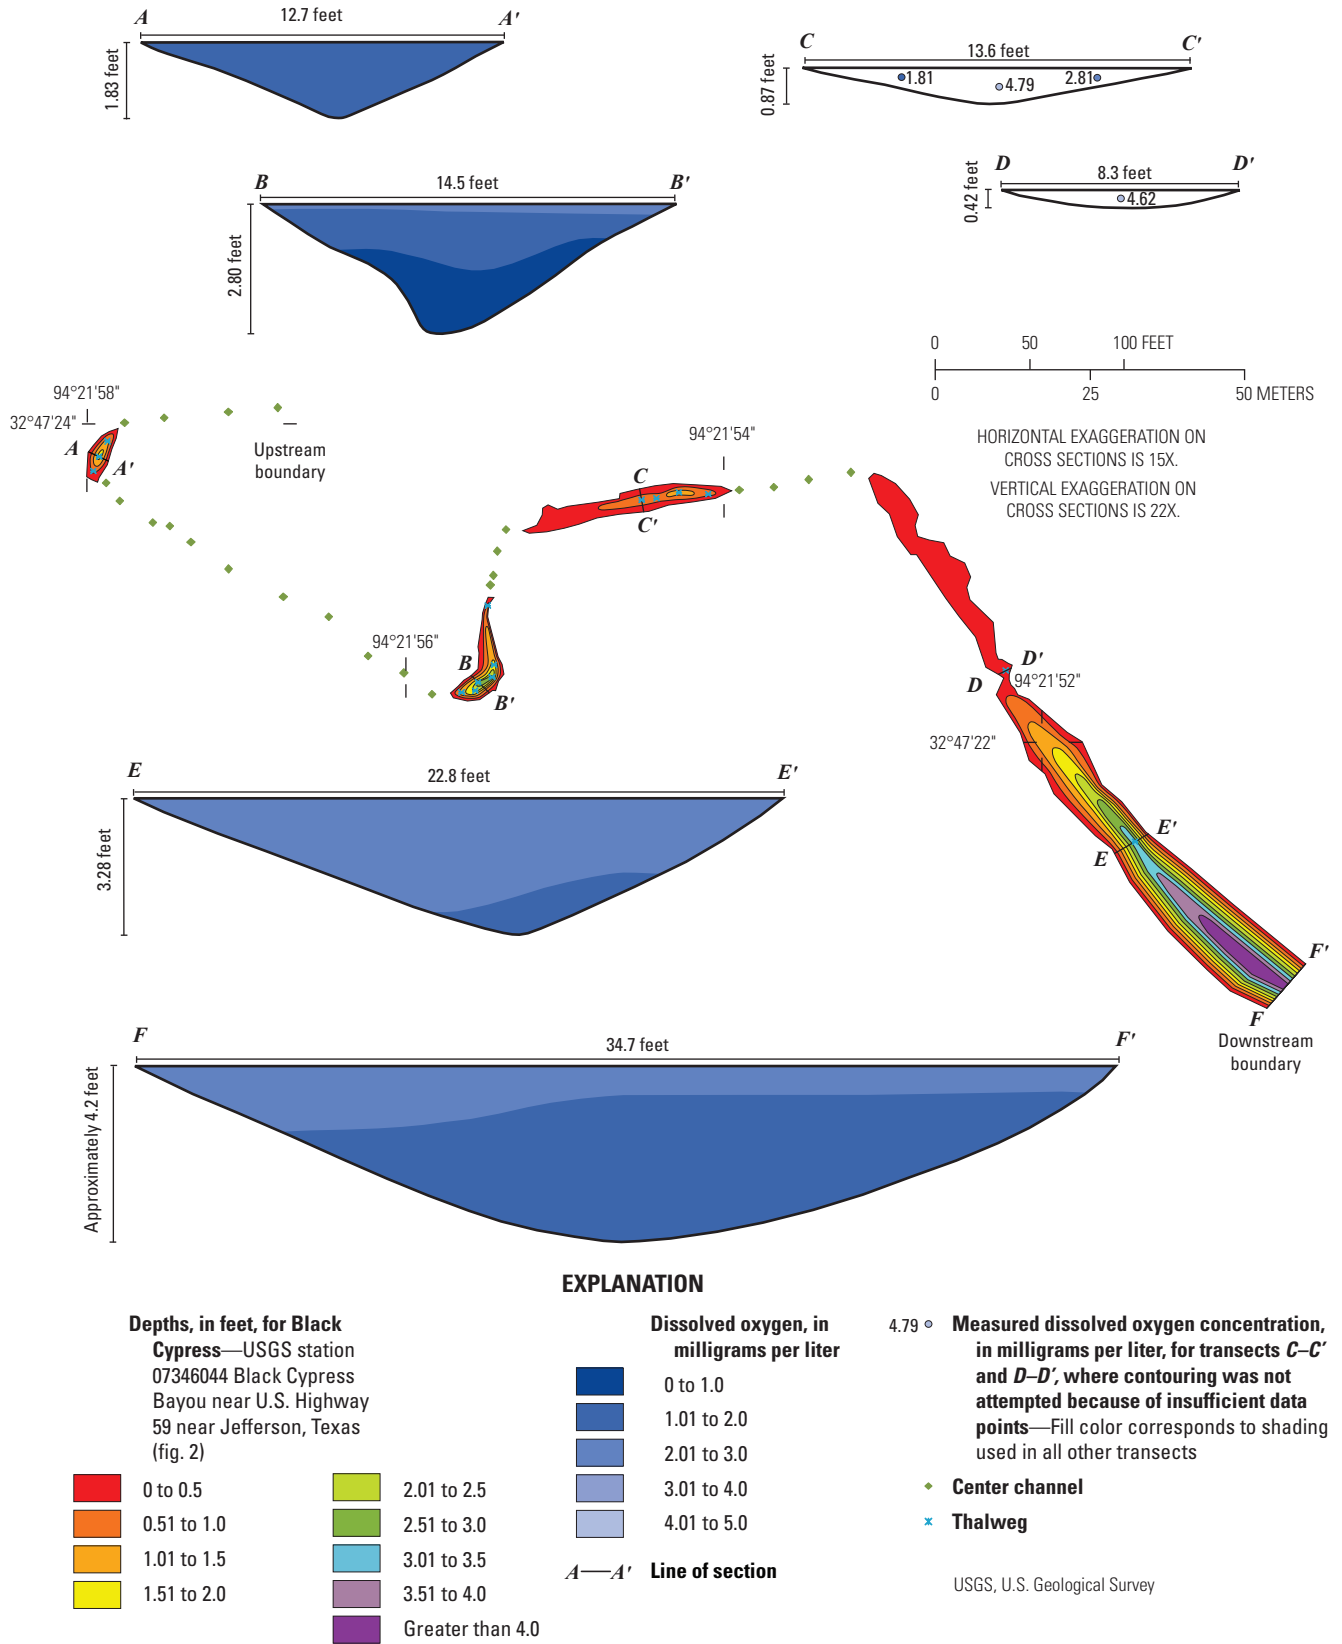 A
12.7 feet
A'
1.83 feet
C
13.6 feet
C'
0.87 feet
1.81
4.79
2.81
B
14.5 feet
B'
2.80 feet
D
8.3 feet
D'
0.42 feet
4.62
0 50 100 FEET
0 25 50 METERS
HORIZONTAL EXAGGERATION ON
CROSS SECTIONS IS 15X.
VERTICAL EXAGGERATION ON
CROSS SECTIONS IS 22X.
94°21'58"
32°47'24"
A
A'
Upstream
boundary
94°21'54"
C
C'
94°21'56"
B
B'
D'
D
94°21'52"
32°47'22"
E'
E
F'
F
Downstream
boundary
E
22.8 feet
E'
3.28 feet
F
34.7 feet
F'
Approximately 4.2 feet
EXPLANATION
Depths, in feet, for Black
Cypress—USGS station
07346044 Black Cypress
Bayou near U.S. Highway
59 near Jefferson, Texas
(fig. 2)
0 to 0.5
0.51 to 1.0
1.01 to 1.5
1.51 to 2.0
2.01 to 2.5
2.51 to 3.0
3.01 to 3.5
3.51 to 4.0
Greater than 4.0
Dissolved oxygen, in
milligrams per liter
0 to 1.0
1.01 to 2.0
2.01 to 3.0
3.01 to 4.0
4.01 to 5.0
A—A' Line of section
4.79 Measured dissolved oxygen concentration,
in milligrams per liter, for transects C–C'
and D–D', where contouring was not
attempted because of insufficient data
points—Fill color corresponds to shading
used in all other transects
Center channel
Thalweg
USGS, U.S. Geological Survey